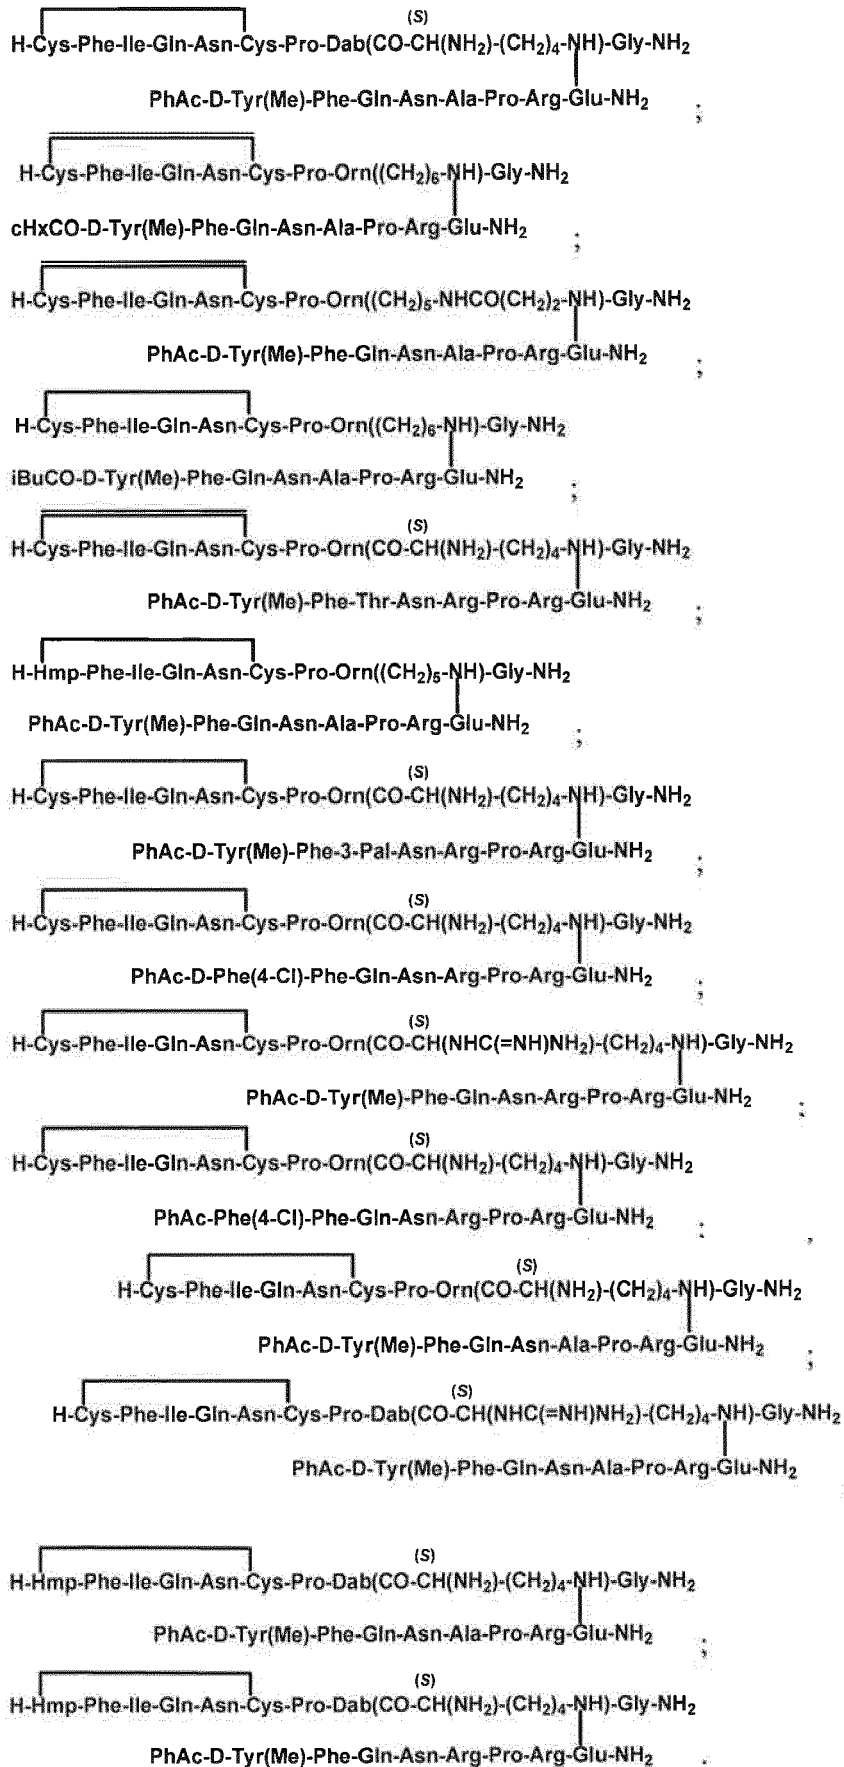 (S)
H-Cys-Phe-Ile-Gln-Asn-Cys-Pro-Dab(CO-CH(NH2)-(CH2)4-NH)-Gly-NH2
PhAc-D-Tyr(Me)-Phe-Gln-Asn-Ala-Pro-Arg-Glu-NH2 ;
H-Cys-Phe-Ile-Gln-Asn-Cys-Pro-Orn((CH2)6-NH)-Gly-NH2
cHxCO-D-Tyr(Me)-Phe-Gln-Asn-Ala-Pro-Arg-Glu-NH2 ;
H-Cys-Phe-Ile-Gln-Asn-Cys-Pro-Orn((CH2)5-NHCO(CH2)2-NH)-Gly-NH2
PhAc-D-Tyr(Me)-Phe-Gln-Asn-Ala-Pro-Arg-Glu-NH2 ;
H-Cys-Phe-Ile-Gln-Asn-Cys-Pro-Orn((CH2)6-NH)-Gly-NH2
iBuCO-D-Tyr(Me)-Phe-Gln-Asn-Ala-Pro-Arg-Glu-NH2 ;
(S)
H-Cys-Phe-Ile-Gln-Asn-Cys-Pro-Orn(CO-CH(NH2)-(CH2)4-NH)-Gly-NH2
PhAc-D-Tyr(Me)-Phe-Thr-Asn-Arg-Pro-Arg-Glu-NH2 ;
H-Hmp-Phe-Ile-Gln-Asn-Cys-Pro-Orn((CH2)5-NH)-Gly-NH2
PhAc-D-Tyr(Me)-Phe-Gln-Asn-Ala-Pro-Arg-Glu-NH2 ;
(S)
H-Cys-Phe-Ile-Gln-Asn-Cys-Pro-Orn(CO-CH(NH2)-(CH2)4-NH)-Gly-NH2
PhAc-D-Tyr(Me)-Phe-3-Pal-Asn-Arg-Pro-Arg-Glu-NH2 ;
(S)
H-Cys-Phe-Ile-Gln-Asn-Cys-Pro-Orn(CO-CH(NH2)-(CH2)4-NH)-Gly-NH2
PhAc-D-Phe(4-Cl)-Phe-Gln-Asn-Arg-Pro-Arg-Glu-NH2 ;
(S)
H-Cys-Phe-Ile-Gln-Asn-Cys-Pro-Orn(CO-CH(NHC(=NH)NH2)-(CH2)4-NH)-Gly-NH2
PhAc-D-Tyr(Me)-Phe-Gln-Asn-Arg-Pro-Arg-Glu-NH2 ;
(S)
H-Cys-Phe-Ile-Gln-Asn-Cys-Pro-Orn(CO-CH(NH2)-(CH2)4-NH)-Gly-NH2
PhAc-Phe(4-Cl)-Phe-Gln-Asn-Arg-Pro-Arg-Glu-NH2 ;
(S)
H-Cys-Phe-Ile-Gln-Asn-Cys-Pro-Orn(CO-CH(NH2)-(CH2)4-NH)-Gly-NH2
PhAc-D-Tyr(Me)-Phe-Gln-Asn-Ala-Pro-Arg-Glu-NH2 ;
(S)
H-Cys-Phe-Ile-Gln-Asn-Cys-Pro-Dab(CO-CH(NHC(=NH)NH2)-(CH2)4-NH)-Gly-NH2
PhAc-D-Tyr(Me)-Phe-Gln-Asn-Ala-Pro-Arg-Glu-NH2
(S)
H-Hmp-Phe-Ile-Gln-Asn-Cys-Pro-Dab(CO-CH(NH2)-(CH2)4-NH)-Gly-NH2
PhAc-D-Tyr(Me)-Phe-Gln-Asn-Ala-Pro-Arg-Glu-NH2 ;
(S)
H-Hmp-Phe-Ile-Gln-Asn-Cys-Pro-Dab(CO-CH(NH2)-(CH2)4-NH)-Gly-NH2
PhAc-D-Tyr(Me)-Phe-Gln-Asn-Arg-Pro-Arg-Glu-NH2 ;